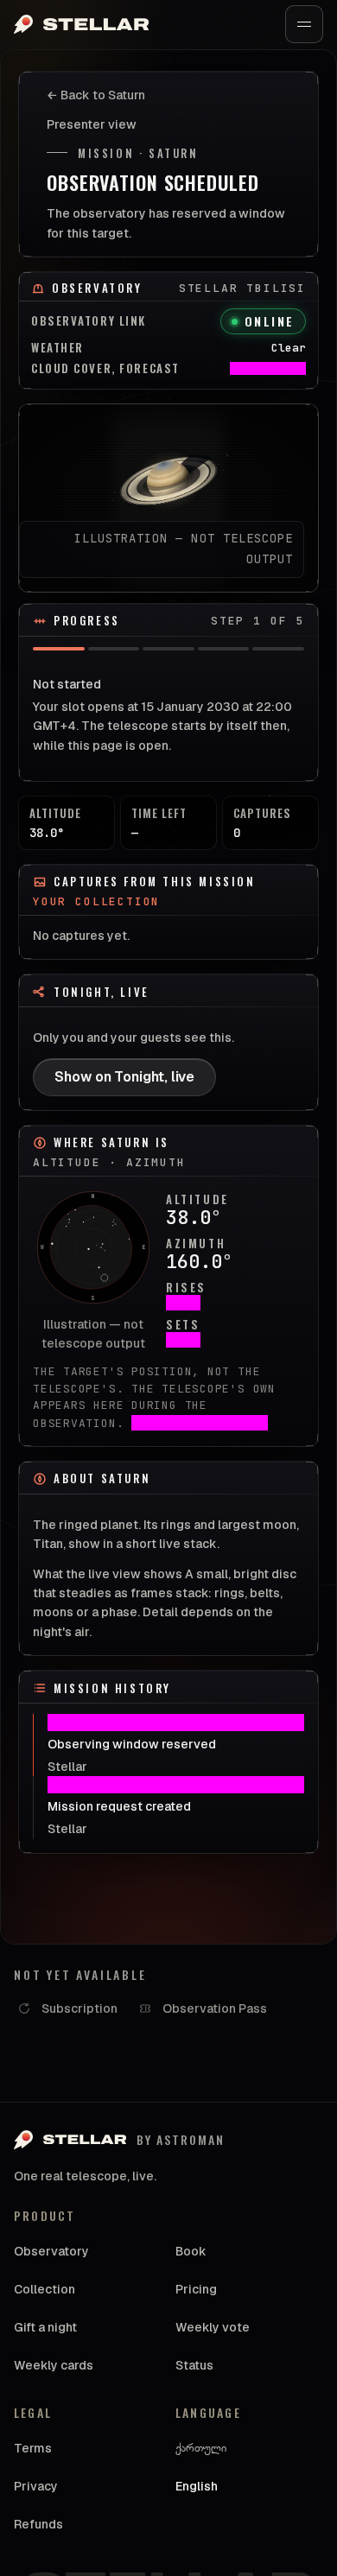 STELLAR
← Back to Saturn
Presenter view
MISSION · SATURN
OBSERVATION SCHEDULED
The observatory has reserved a window
for this target.
OBSERVATORY
STELLAR TBILISI
OBSERVATORY LINK
ONLINE
WEATHER
Clear
CLOUD COVER, FORECAST
ILLUSTRATION — NOT TELESCOPE
OUTPUT
PROGRESS
STEP 1 OF 5
Not started
Your slot opens at 15 January 2030 at 22:00
GMT+4. The telescope starts by itself then,
while this page is open.
ALTITUDE
38.0°
TIME LEFT
—
CAPTURES
0
CAPTURES FROM THIS MISSION
YOUR COLLECTION
No captures yet.
TONIGHT, LIVE
Only you and your guests see this.
Show on Tonight, live
WHERE SATURN IS
ALTITUDE · AZIMUTH
N
E
S
W
Illustration — not
telescope output
ALTITUDE
38.0°
AZIMUTH
160.0°
RISES
SETS
THE TARGET'S POSITION, NOT THE
TELESCOPE'S. THE TELESCOPE'S OWN
APPEARS HERE DURING THE
OBSERVATION.
ABOUT SATURN
The ringed planet. Its rings and largest moon,
Titan, show in a short live stack.
What the live view shows A small, bright disc
that steadies as frames stack: rings, belts,
moons or a phase. Detail depends on the
night's air.
MISSION HISTORY
Observing window reserved
Stellar
Mission request created
Stellar
NOT YET AVAILABLE
Subscription
Observation Pass
STELLAR BY ASTROMAN
One real telescope, live.
PRODUCT
Observatory
Book
Collection
Pricing
Gift a night
Weekly vote
Weekly cards
Status
LEGAL
LANGUAGE
Terms
ქართული
Privacy
English
Refunds
STELLAR